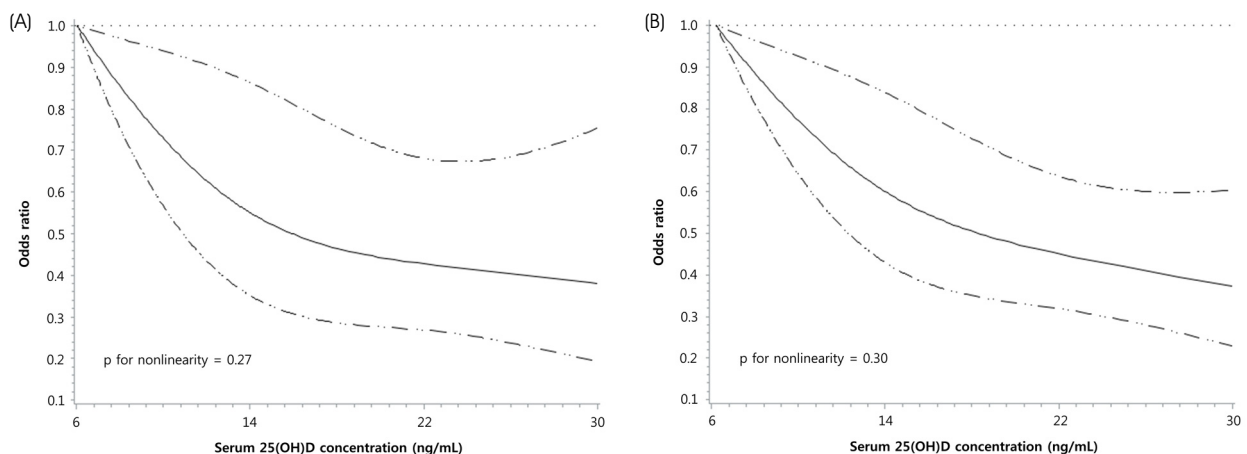 (A)
1.0
0.9
0.8
0.7
0.6
0.5
0.4
0.3
0.2
0.1
Odds ratio
p for nonlinearity = 0.27
6 14 22 30
Serum 25(OH)D concentration (ng/mL)
(B)
1.0
0.9
0.8
0.7
0.6
0.5
0.4
0.3
0.2
0.1
Odds ratio
p for nonlinearity = 0.30
6 14 22 30
Serum 25(OH)D concentration (ng/mL)